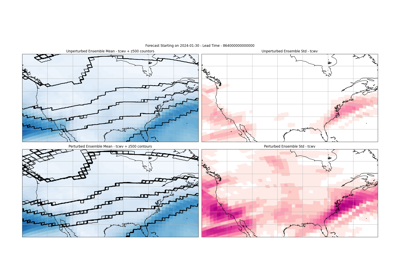 Forecast Starting on 2024-01-30 - Lead Time - 864000000000000
Unperturbed Ensemble Mean - tcwv + z500 contours
Unperturbed Ensemble Std - tcwv
Perturbed Ensemble Mean - tcwv + z500 contours
Perturbed Ensemble Std - tcwv